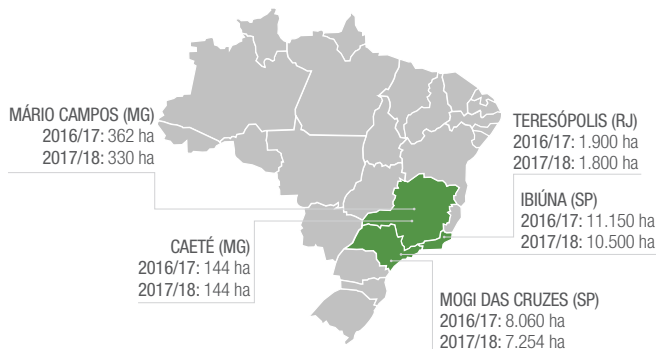 MÁRIO CAMPOS (MG)
2016/17: 362 ha
2017/18: 330 ha
CAETÉ (MG)
2016/17: 144 ha
2017/18: 144 ha
TERESÓPOLIS (RJ)
2016/17: 1.900 ha
2017/18: 1.800 ha
IBIÚNA (SP)
2016/17: 11.150 ha
2017/18: 10.500 ha
MOGI DAS CRUZES (SP)
2016/17: 8.060 ha
2017/18: 7.254 ha